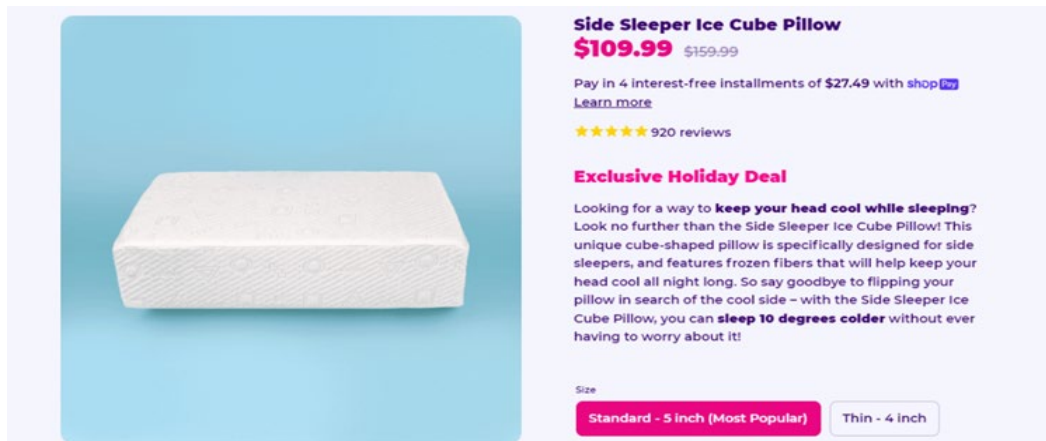 Side Sleeper Ice Cube Pillow
$109.99 $159.99
Pay in 4 interest-free installments of $27.49 with shop Pay
Learn more
★★★★★ 920 reviews
Exclusive Holiday Deal
Looking for a way to keep your head cool while sleeping?
Look no further than the Side Sleeper Ice Cube Pillow! This
unique cube-shaped pillow is specifically designed for side
sleepers, and features frozen fibers that will help keep your
head cool all night long. So say goodbye to flipping your
pillow in search of the cool side – with the Side Sleeper Ice
Cube Pillow, you can sleep 10 degrees colder without ever
having to worry about it!
Size
Standard - 5 inch (Most Popular) Thin - 4 inch